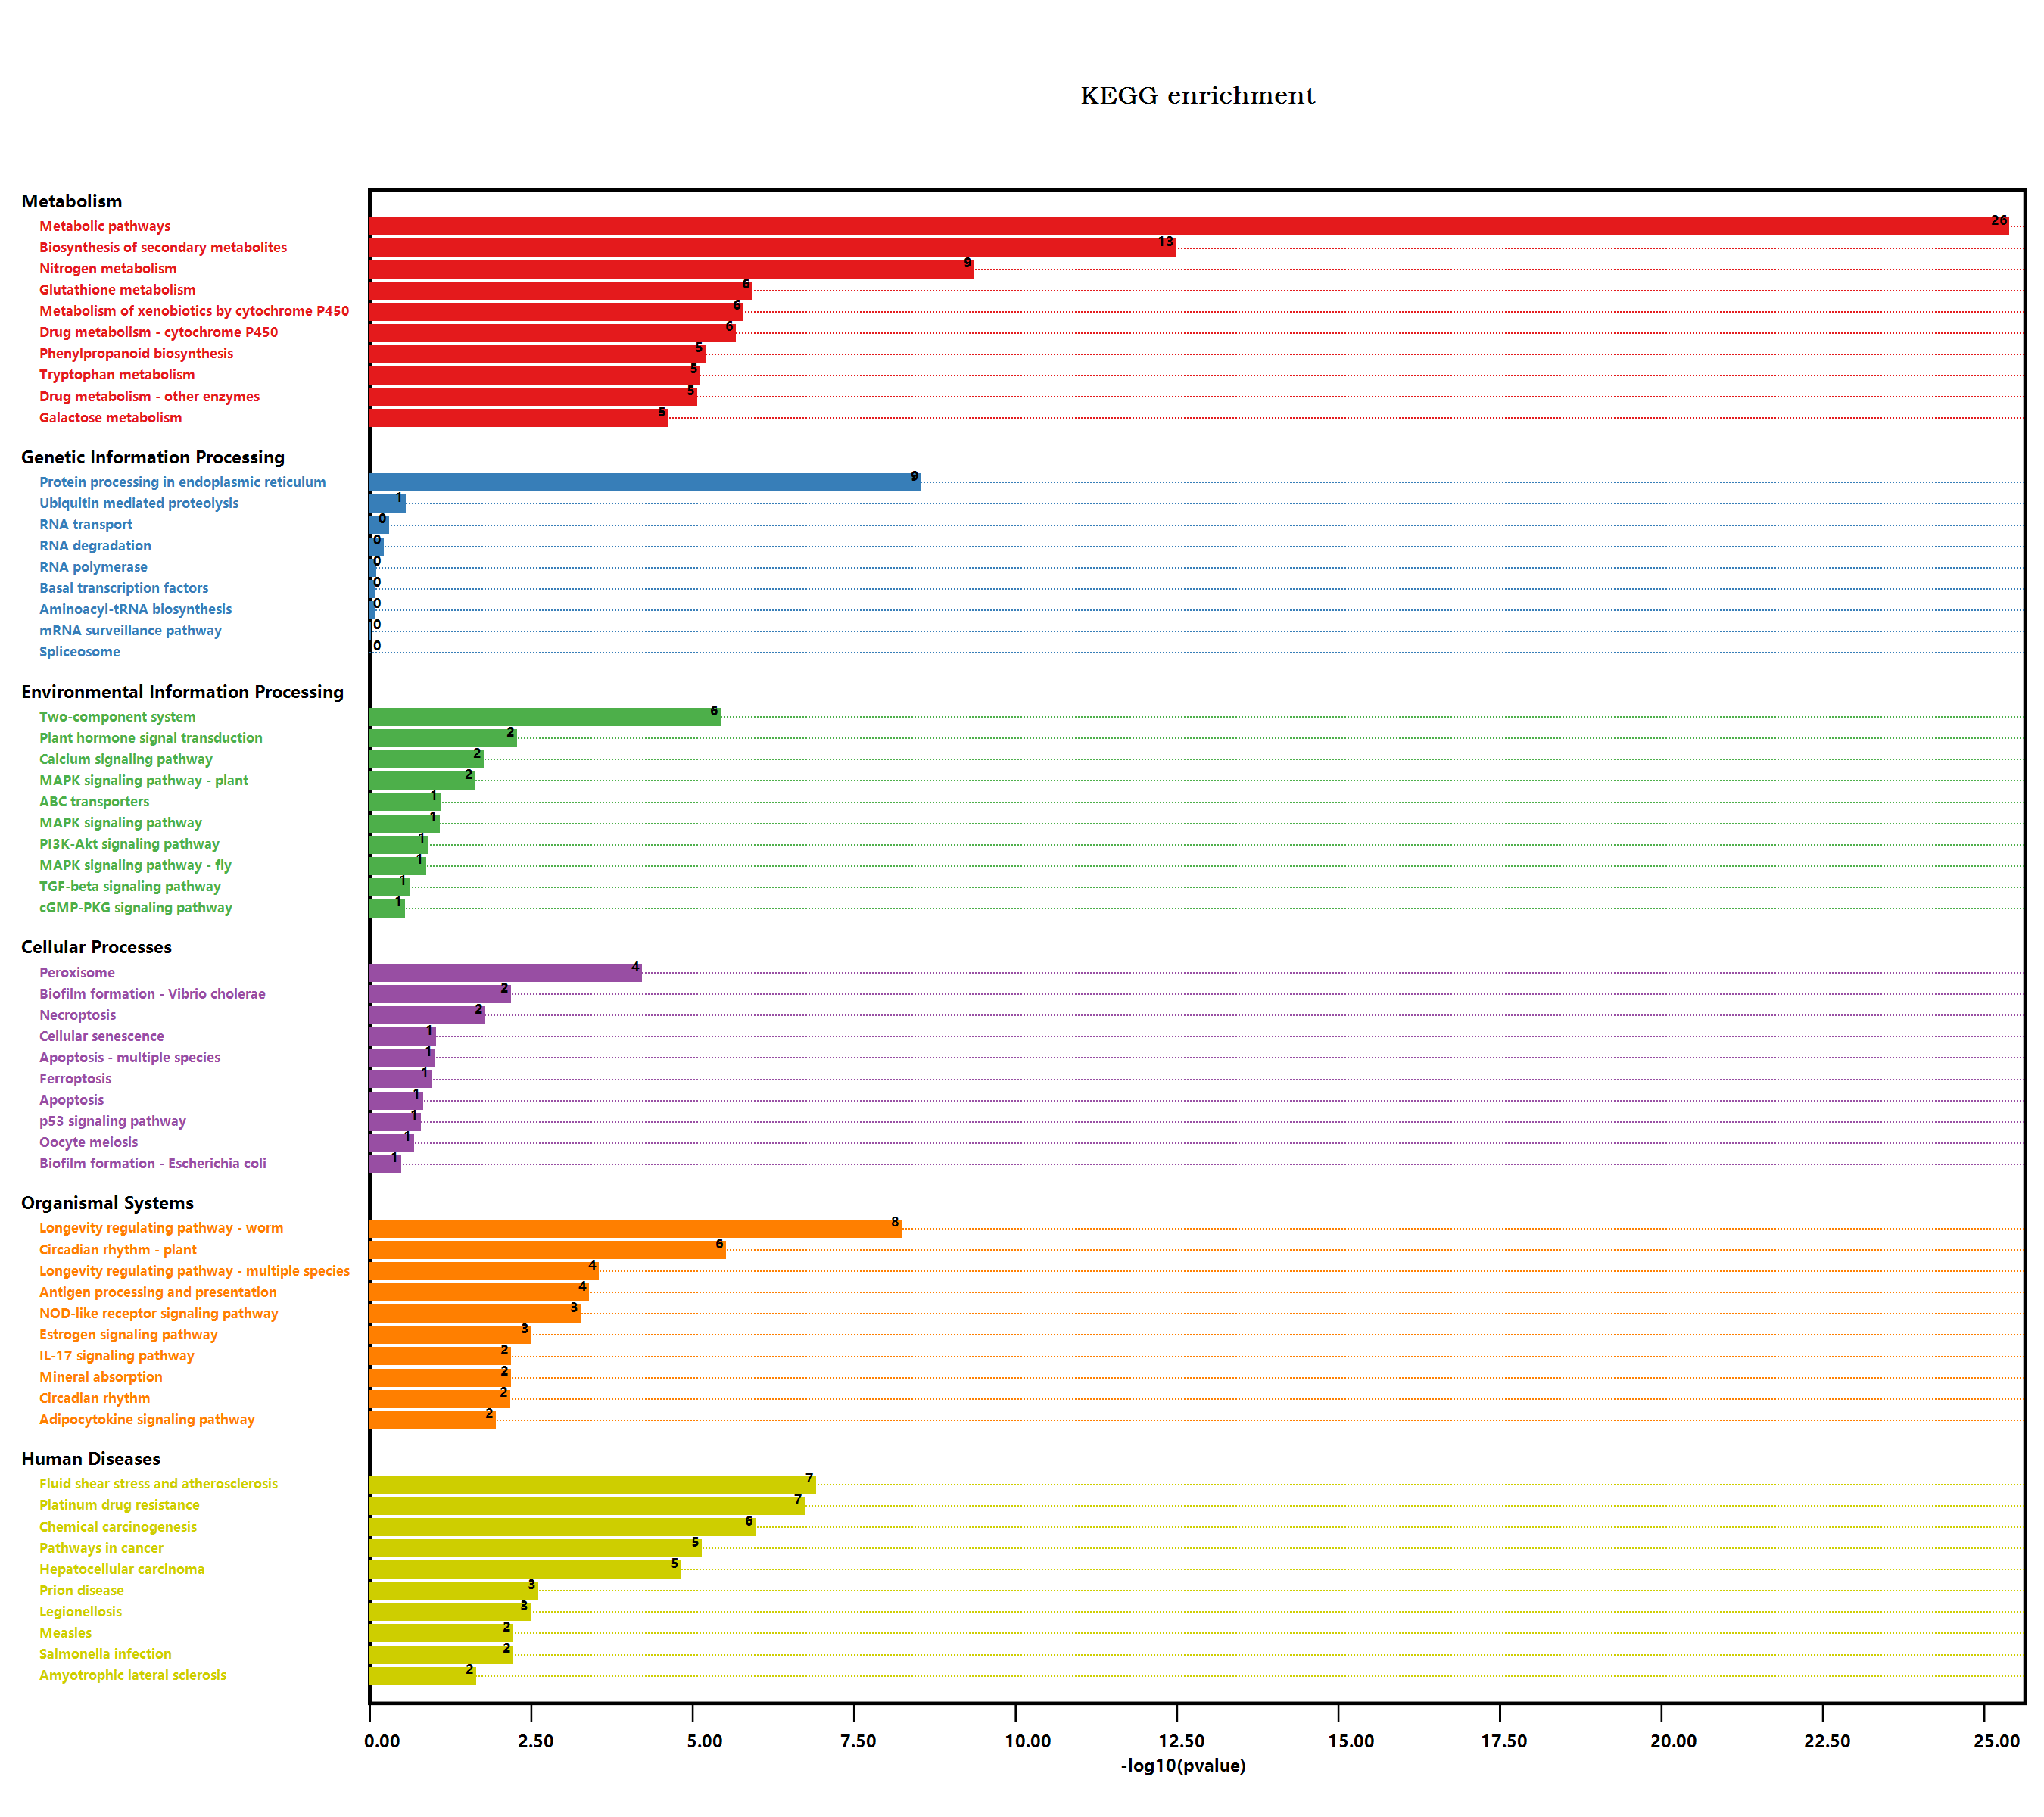 KEGG enrichment
Metabolism
Metabolic pathways 26
Biosynthesis of secondary metabolites 13
Nitrogen metabolism 9
Glutathione metabolism 6
Metabolism of xenobiotics by cytochrome P450 6
Drug metabolism - cytochrome P450 6
Phenylpropanoid biosynthesis 5
Tryptophan metabolism 5
Drug metabolism - other enzymes 5
Galactose metabolism 5
Genetic Information Processing
Protein processing in endoplasmic reticulum 9
Ubiquitin mediated proteolysis 1
RNA transport 0
RNA degradation 0
RNA polymerase 0
Basal transcription factors 0
Aminoacyl-tRNA biosynthesis 0
mRNA surveillance pathway 0
Spliceosome 0
Environmental Information Processing
Two-component system 6
Plant hormone signal transduction 2
Calcium signaling pathway 2
MAPK signaling pathway - plant 2
ABC transporters 1
MAPK signaling pathway 1
PI3K-Akt signaling pathway 1
MAPK signaling pathway - fly 1
TGF-beta signaling pathway 1
cGMP-PKG signaling pathway 1
Cellular Processes
Peroxisome 4
Biofilm formation - Vibrio cholerae 2
Necroptosis 2
Cellular senescence 1
Apoptosis - multiple species 1
Ferroptosis 1
Apoptosis 1
p53 signaling pathway 1
Oocyte meiosis 1
Biofilm formation - Escherichia coli 1
Organismal Systems
Longevity regulating pathway - worm 8
Circadian rhythm - plant 6
Longevity regulating pathway - multiple species 4
Antigen processing and presentation 4
NOD-like receptor signaling pathway 3
Estrogen signaling pathway 3
IL-17 signaling pathway 2
Mineral absorption 2
Circadian rhythm 2
Adipocytokine signaling pathway 2
Human Diseases
Fluid shear stress and atherosclerosis 7
Platinum drug resistance 7
Chemical carcinogenesis 6
Pathways in cancer 5
Hepatocellular carcinoma 5
Prion disease 3
Legionellosis 3
Measles 2
Salmonella infection 2
Amyotrophic lateral sclerosis 2
0.00 2.50 5.00 7.50 10.00 12.50 15.00 17.50 20.00 22.50 25.00
-log10(pvalue)